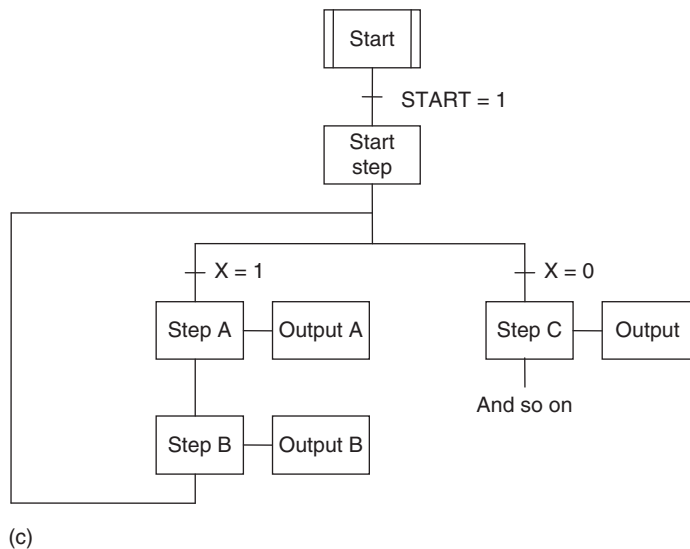 Start
START = 1
Start
step
X = 1
X = 0
Step A
Output A
Step C
Output
And so on
Step B
Output B
(c)